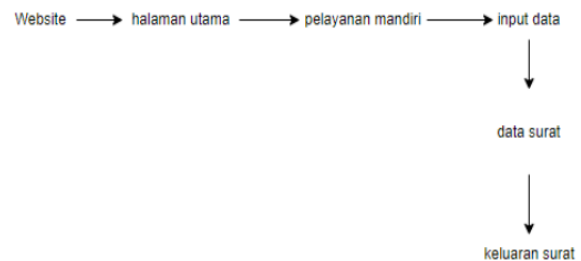 Website
halaman utama
pelayanan mandiri
input data
data surat
keluaran surat